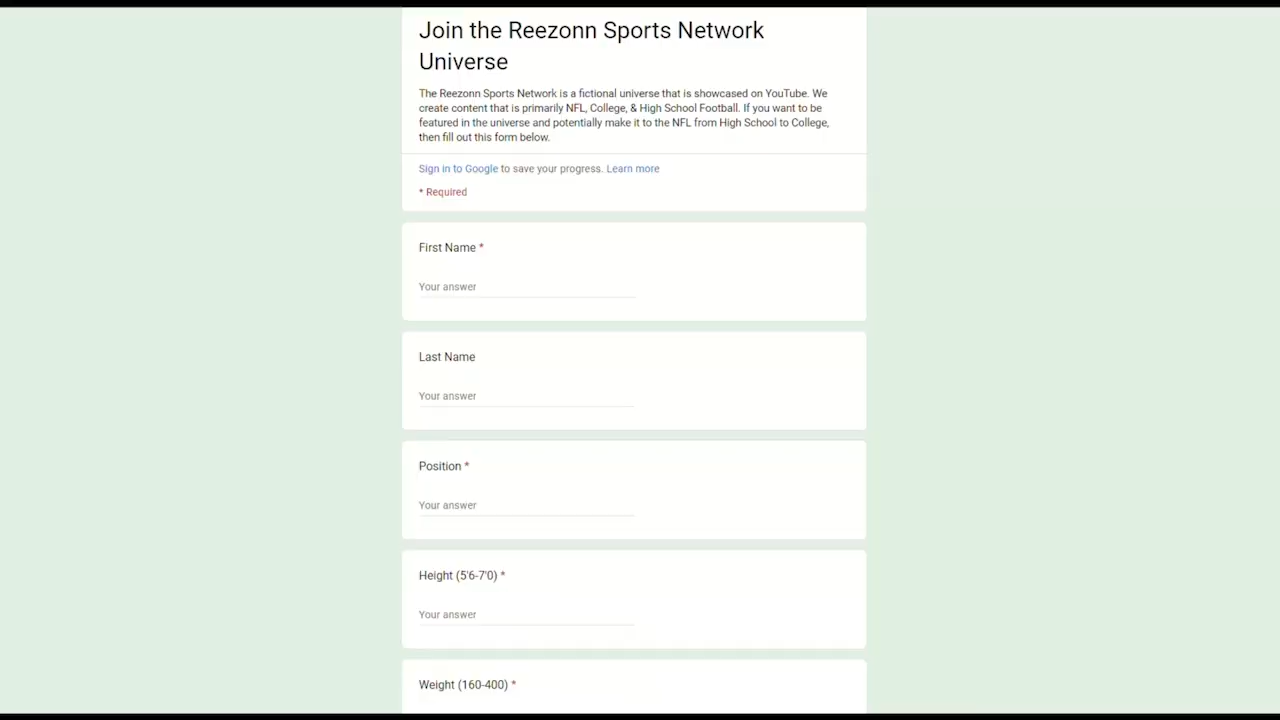 Join the Reezonn Sports Network
Universe
The Reezonn Sports Network is a fictional universe that is showcased on YouTube. We
create content that is primarily NFL, College, & High School Football. If you want to be
featured in the universe and potentially make it to the NFL from High School to College,
then fill out this form below.
Sign in to Google to save your progress. Learn more
* Required
First Name *
Your answer
Last Name
Your answer
Position *
Your answer
Height (5'6-7'0) *
Your answer
Weight (160-400) *